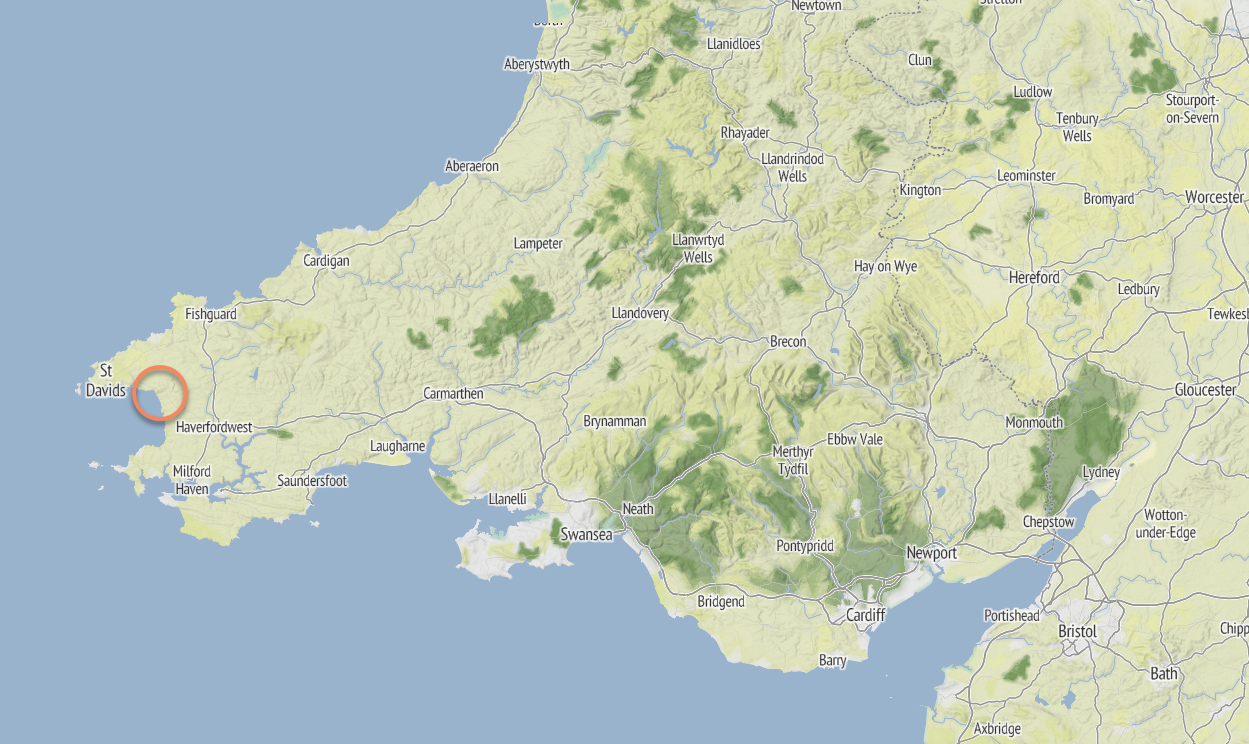 Newtown
Llanidloes
Aberystwyth
Clun
Ludlow
Stourport-
on-Severn
Tenbury
Wells
Rhayader
Llandrindod
Wells
Aberaeron
Kington
Leominster
Bromyard
Worcester
Lampeter
Llanwrtyd
Wells
Cardigan
Hay on Wye
Hereford
Ledbury
Fishguard
Llandovery
Tewkesb
Brecon
St
Davids
Carmarthen
Gloucester
Haverfordwest
Brynamman
Monmouth
Laugharne
Ebbw Vale
Merthyr
Tydfil
Milford
Haven
Saundersfoot
Lydney
Llanelli
Neath
Chepstow
Wotton-
under-Edge
Swansea
Pontypridd
Newport
Bridgend
Cardiff
Portishead
Bristol
Chipp
Barry
Bath
Axbridge